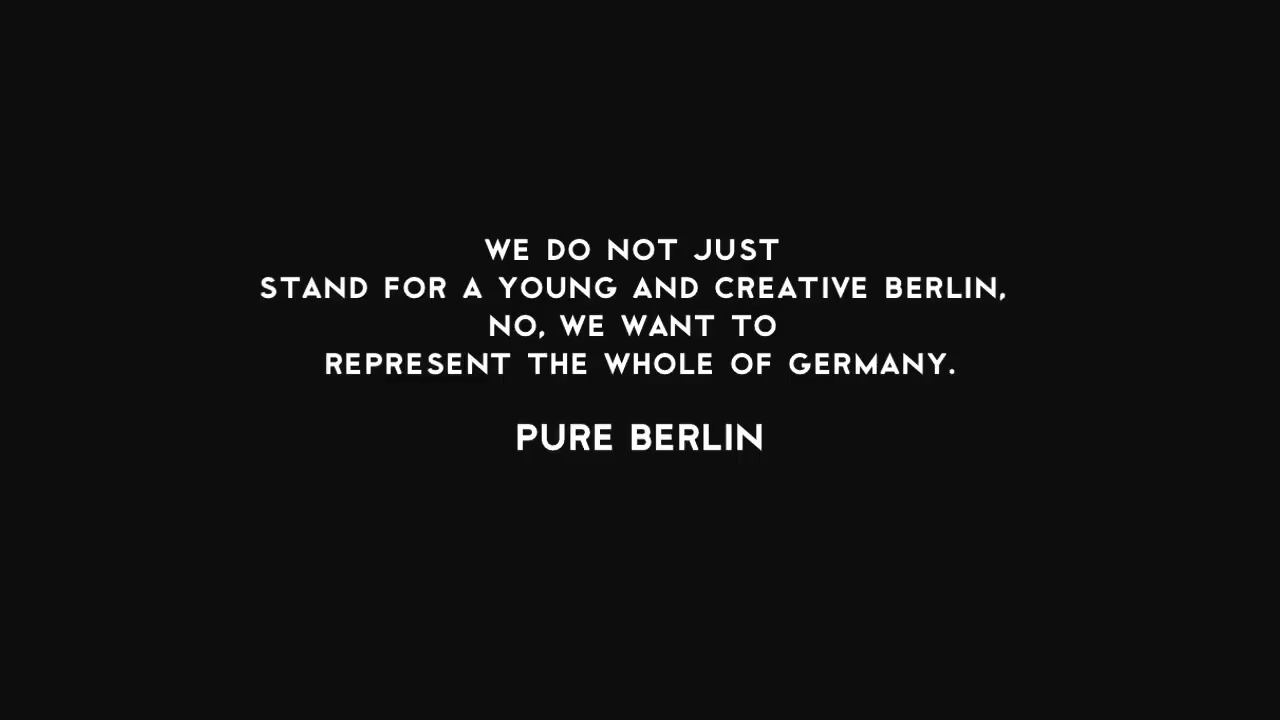 WE DO NOT JUST
STAND FOR A YOUNG AND CREATIVE BERLIN,
NO, WE WANT TO
REPRESENT THE WHOLE OF GERMANY.
PURE BERLIN